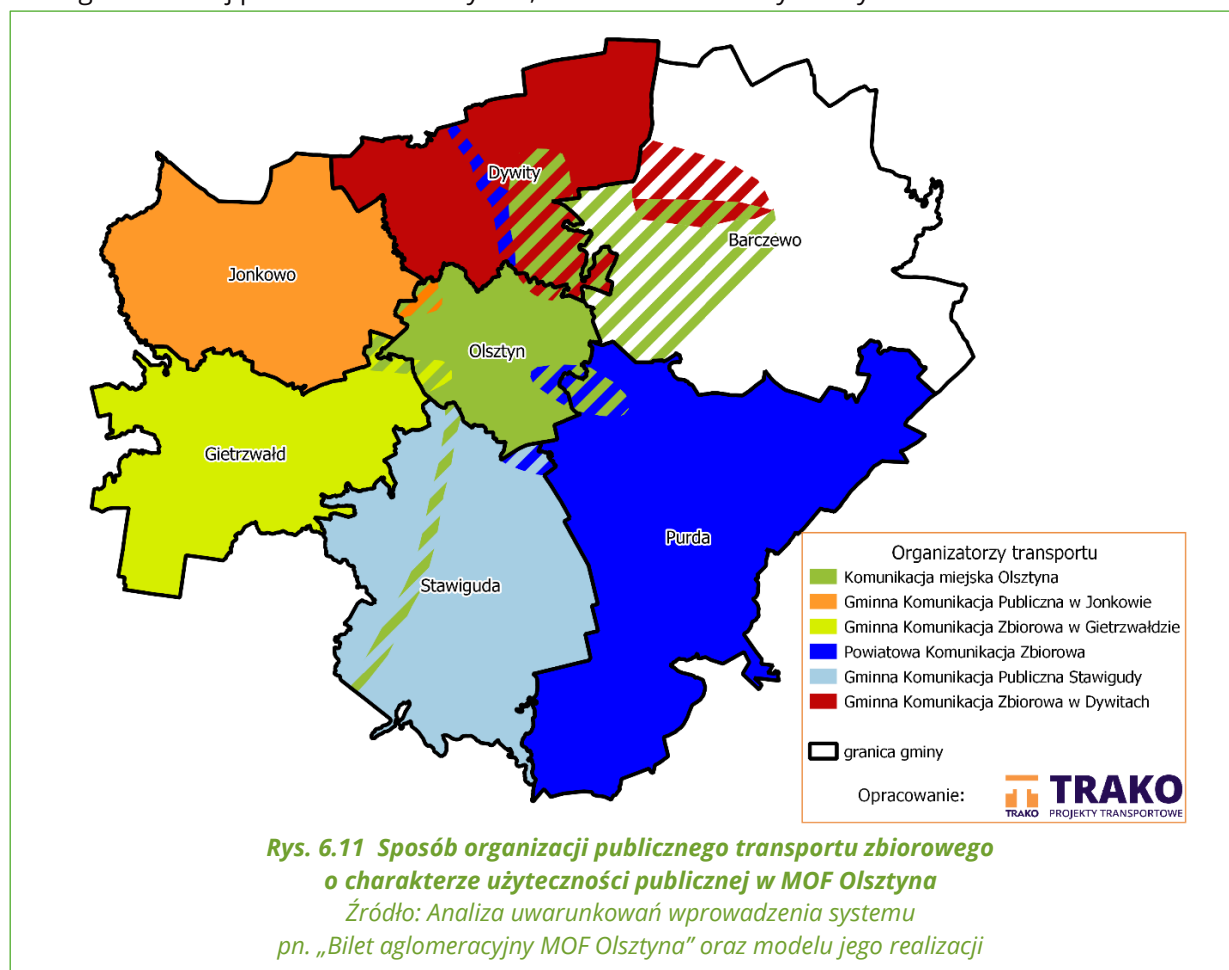 Dywity
Barczewo
Jonkowo
Olsztyn
Gietrzwałd
Purda
Stawiguda
Organizatorzy transportu
Komunikacja miejska Olsztyna
Gminna Komunikacja Publiczna w Jonkowie
Gminna Komunikacja Zbiorowa w Gietrzwałdzie
Powiatowa Komunikacja Zbiorowa
Gminna Komunikacja Publiczna Stawigudy
Gminna Komunikacja Zbiorowa w Dywitach
granica gminy
Opracowanie:
TRAKO
TRAKO
PROJEKTY TRANSPORTOWE
Rys. 6.11 Sposób organizacji publicznego transportu zbiorowego
o charakterze użyteczności publicznej w MOF Olsztyna
Źródło: Analiza uwarunkowań wprowadzenia systemu
pn. „Bilet aglomeracyjny MOF Olsztyna” oraz modelu jego realizacji